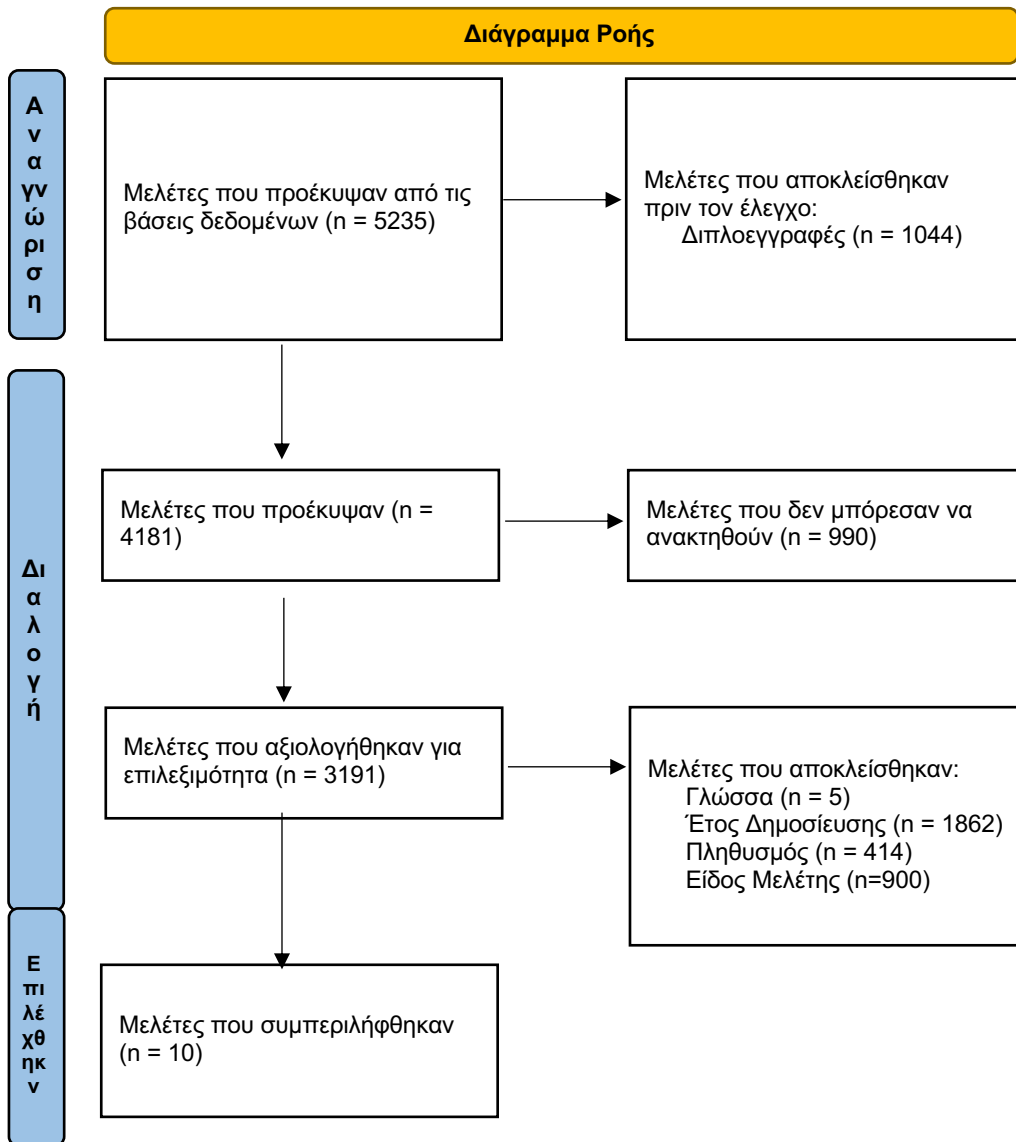 Διάγραμμα Ροής
Α
ν
α
γν
ώ
ρι
σ
η
Μελέτες που προέκυψαν από τις
βάσεις δεδομένων (n = 5235)
Μελέτες που αποκλείσθηκαν
πριν τον έλεγχο:
Διπλοεγγραφές (n = 1044)
Δι
α
λ
ο
γ
ή
Μελέτες που προέκυψαν (n =
4181)
Μελέτες που δεν μπόρεσαν να
ανακτηθούν (n = 990)
Μελέτες που αξιολογήθηκαν για
επιλεξιμότητα (n = 3191)
Μελέτες που αποκλείσθηκαν:
Γλώσσα (n = 5)
Έτος Δημοσίευσης (n = 1862)
Πληθυσμός (n = 414)
Είδος Μελέτης (n=900)
Ε
πι
λέ
χθ
ηκ
ν
Μελέτες που συμπεριλήφθηκαν
(n = 10)